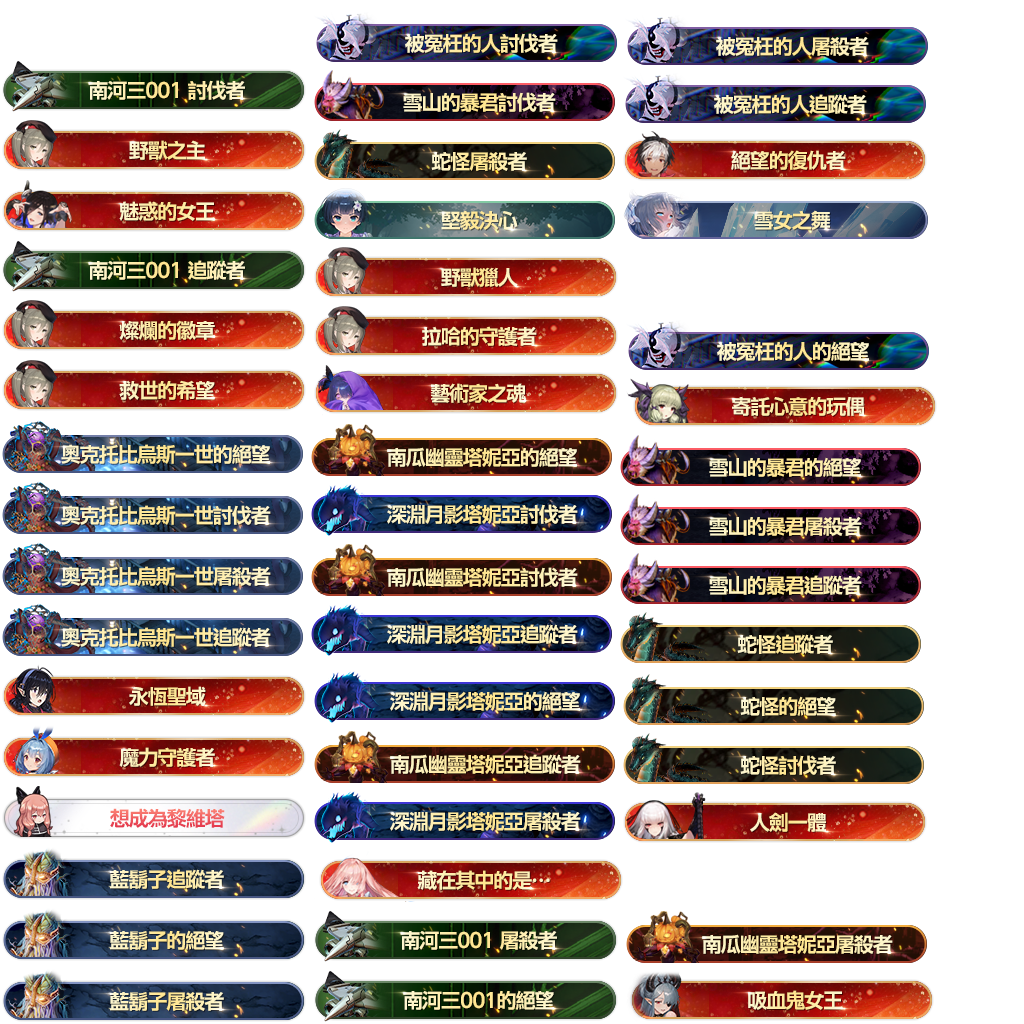 南河三001 討伐者
野獸之主
魅惑的女王
南河三001 追蹤者
燦爛的徽章
救世的希望
奧克托比烏斯一世的絕望
奧克托比烏斯一世討伐者
奧克托比烏斯一世屠殺者
奧克托比烏斯一世追蹤者
永恆聖域
魔力守護者
想成為黎維塔
藍鬍子追蹤者
藍鬍子的絕望
藍鬍子屠殺者
被冤枉的人討伐者
雪山的暴君討伐者
蛇怪屠殺者
堅毅決心
野獸獵人
拉哈的守護者
藝術家之魂
南瓜幽靈塔妮亞的絕望
深淵月影塔妮亞討伐者
南瓜幽靈塔妮亞討伐者
深淵月影塔妮亞追蹤者
深淵月影塔妮亞的絕望
南瓜幽靈塔妮亞追蹤者
深淵月影塔妮亞屠殺者
藏在其中的是…
南河三001 屠殺者
南河三001的絕望
被冤枉的人屠殺者
被冤枉的人追蹤者
絕望的復仇者
雪女之舞
被冤枉的人的絕望
寄託心意的玩偶
雪山的暴君的絕望
雪山的暴君屠殺者
雪山的暴君追蹤者
蛇怪追蹤者
蛇怪的絕望
蛇怪討伐者
人劍一體
南瓜幽靈塔妮亞屠殺者
吸血鬼女王